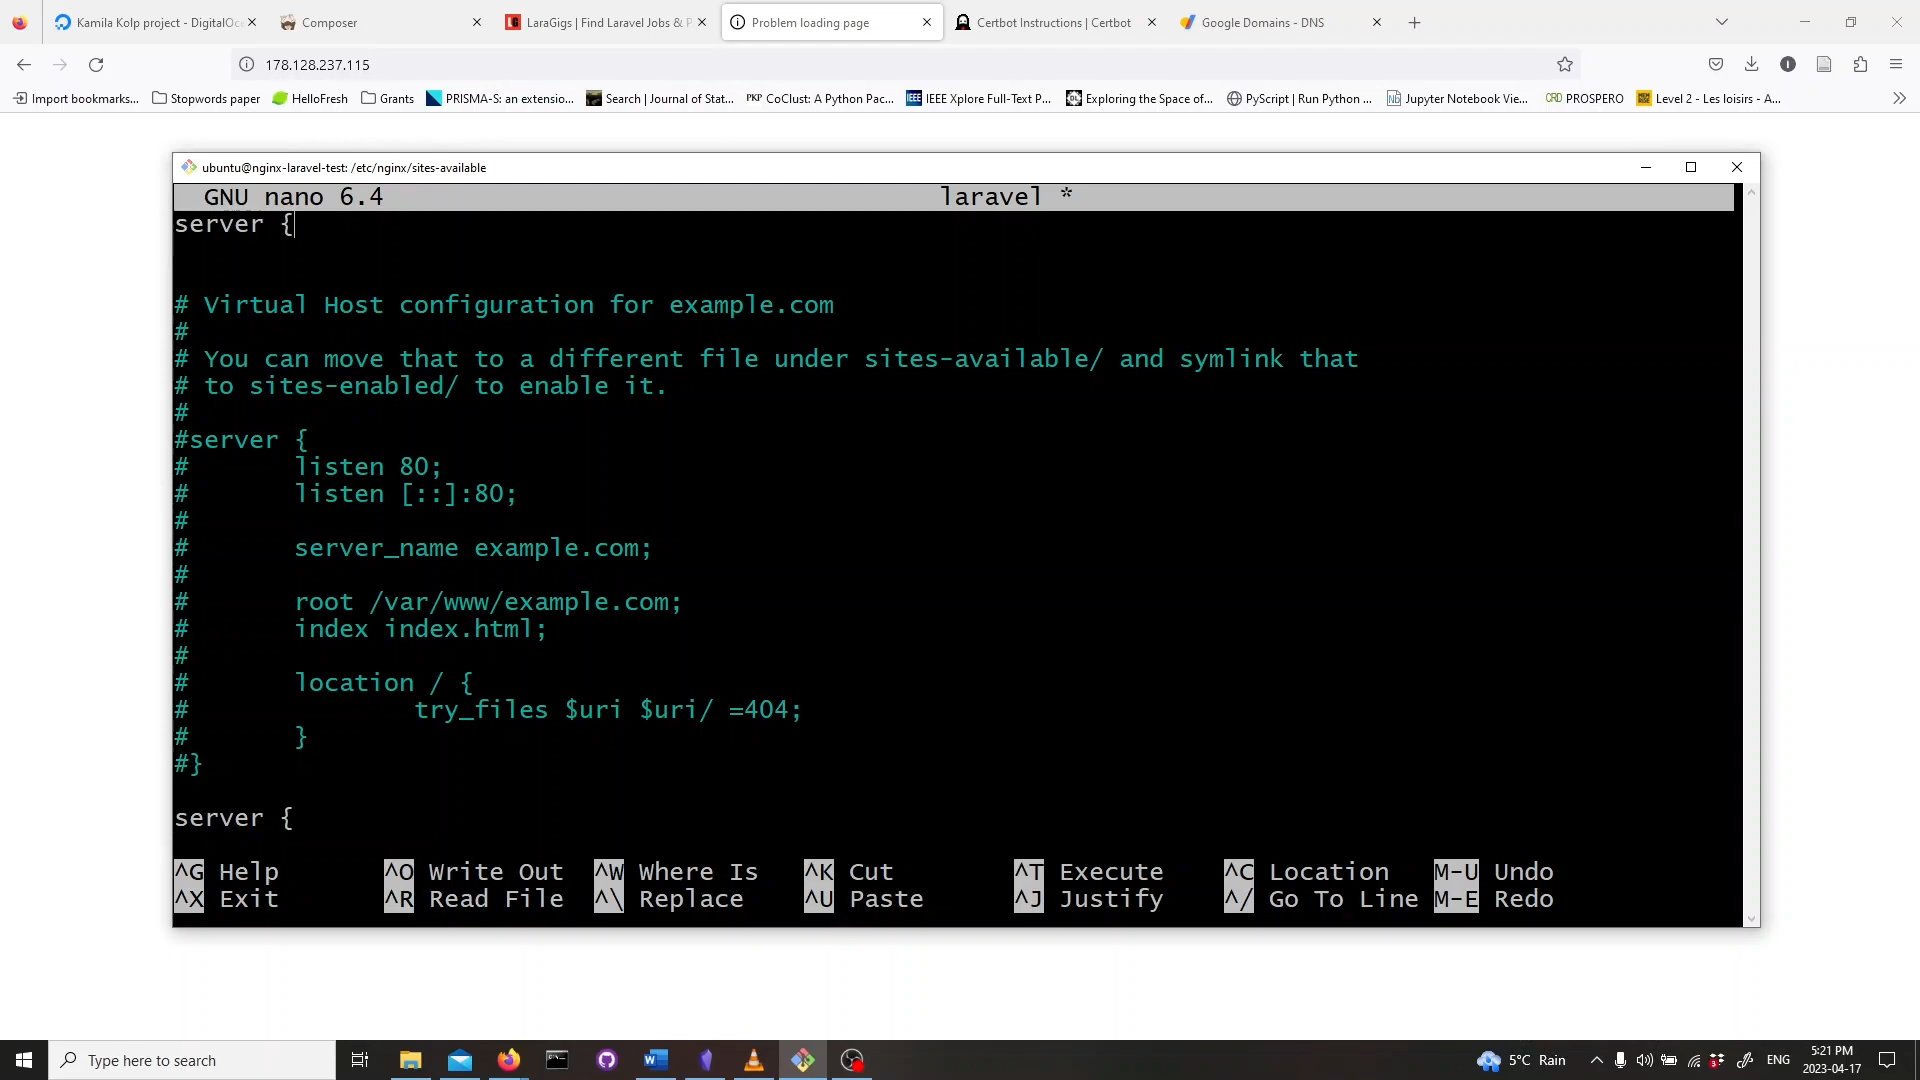 Kamila Kolp project - DigitalOce
Composer
LaraGigs | Find Laravel Jobs & P
Problem loading page
Certbot Instructions | Certbot
Google Domains - DNS
178.128.237.115
Import bookmarks...
Stopwords paper
HelloFresh
Grants
PRISMA-S: an extensio...
Search | Journal of Stat...
PKP CoClust: A Python Pac...
IEEE Xplore Full-Text P...
Exploring the Space of...
PyScript | Run Python ...
Jupyter Notebook Vie...
CRD PROSPERO
Level 2 - Les loisirs - A...
ubuntu@nginx-laravel-test: /etc/nginx/sites-available
GNU nano 6.4 laravel *
server {
# Virtual Host configuration for example.com
#
# You can move that to a different file under sites-available/ and symlink that
# to sites-enabled/ to enable it.
#
#server {
# listen 80;
# listen [::]:80;
#
# server_name example.com;
#
# root /var/www/example.com;
# index index.html;
#
# location / {
# try_files $uri $uri/ =404;
# }
#}
server {
^G Help ^O Write Out ^W Where Is ^K Cut ^T Execute ^C Location M-U Undo
^X Exit ^R Read File ^\ Replace ^U Paste ^J Justify ^/ Go To Line M-E Redo
Type here to search
5°C Rain
ENG
5:21 PM
2023-04-17